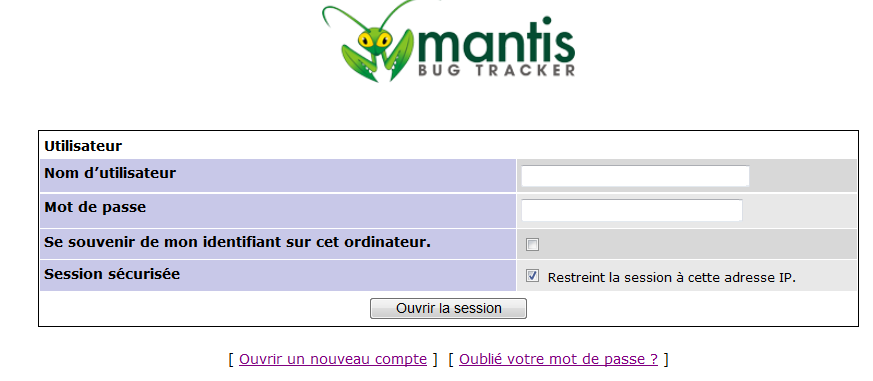 mantis
BUG TRACKER
Utilisateur
Nom d’utilisateur
Mot de passe
Se souvenir de mon identifiant sur cet ordinateur.
Session sécurisée
Restreint la session à cette adresse IP.
Ouvrir la session
[ Ouvrir un nouveau compte ] [ Oublié votre mot de passe ? ]